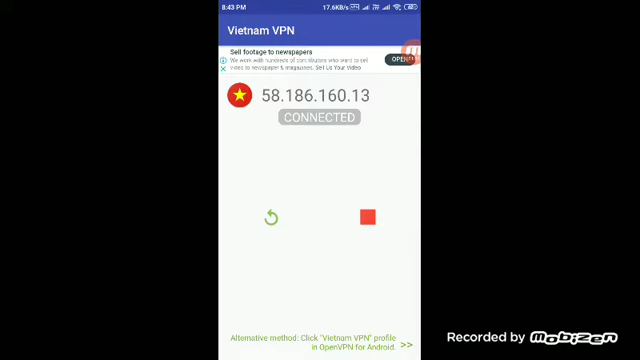 8:43 PM 17.6KB/s
Vietnam VPN
Sell footage to newspapers
We work with hundreds of contributors who want to sell
video to newspaper & magazines. Sell Us Your Video
OPEN
58.186.160.13
CONNECTED
Alternative method: Click "Vietnam VPN" profile
in OpenVPN for Android. >>
Recorded by mobizen